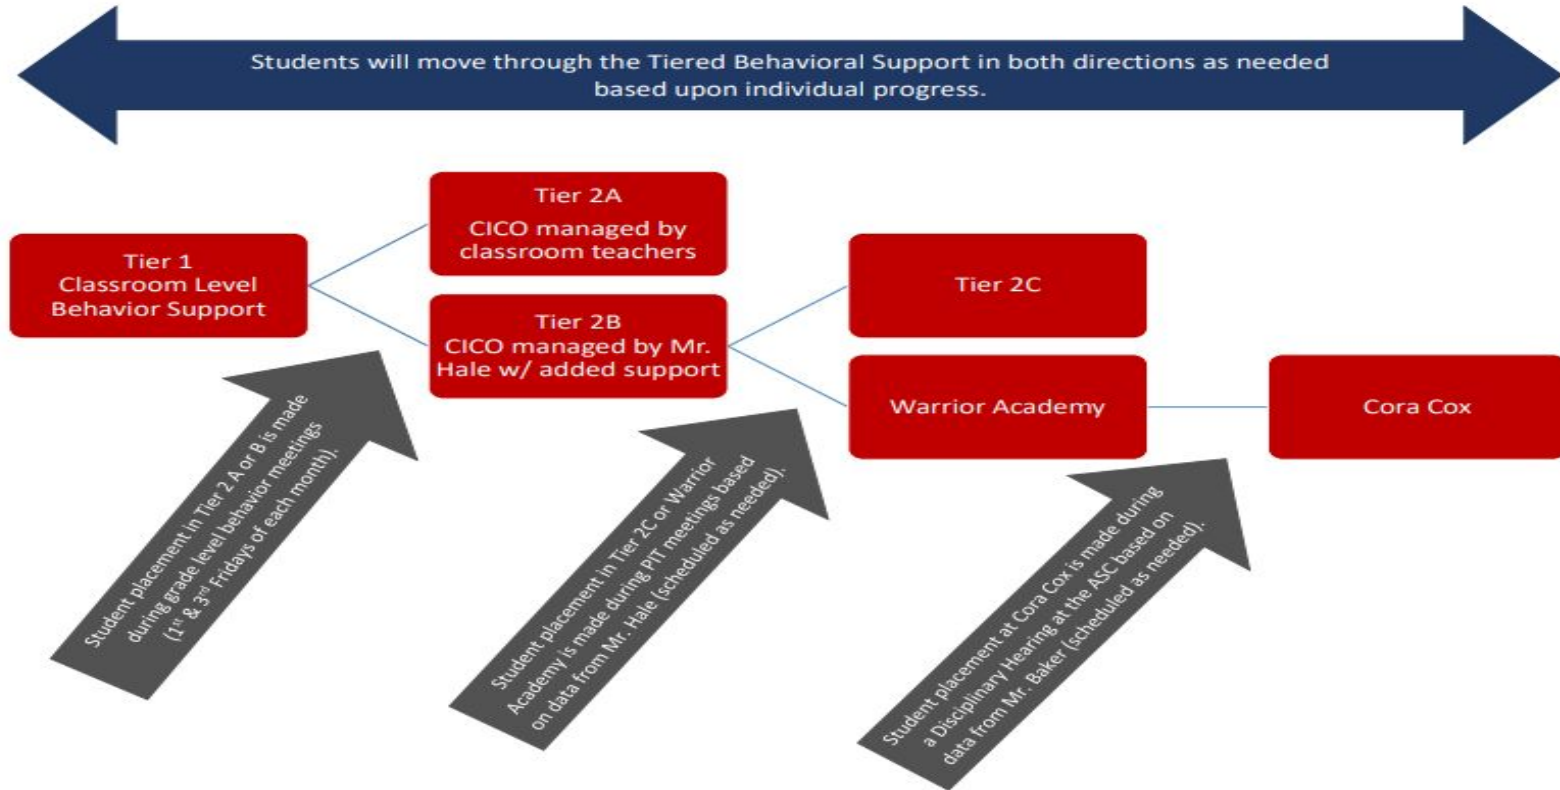 Students will move through the Tiered Behavioral Support in both directions as needed
based upon individual progress.
Tier 1
Classroom Level
Behavior Support
Tier 2A
CICO managed by
classroom teachers
Tier 2B
CICO managed by Mr.
Hale w/ added support
Tier 2C
Warrior Academy
Cora Cox
Student placement in Tier 2 A or B is made
during grade level behavior meetings
(1st & 3rd Fridays of each month).
Student placement in Tier 2C or Warrior
Academy is made during PIT meetings based
on data from Mr. Hale (scheduled as needed).
Student placement at Cora Cox is made during
a Disciplinary Hearing at the ASC based on
data from Mr. Baker (scheduled as needed).